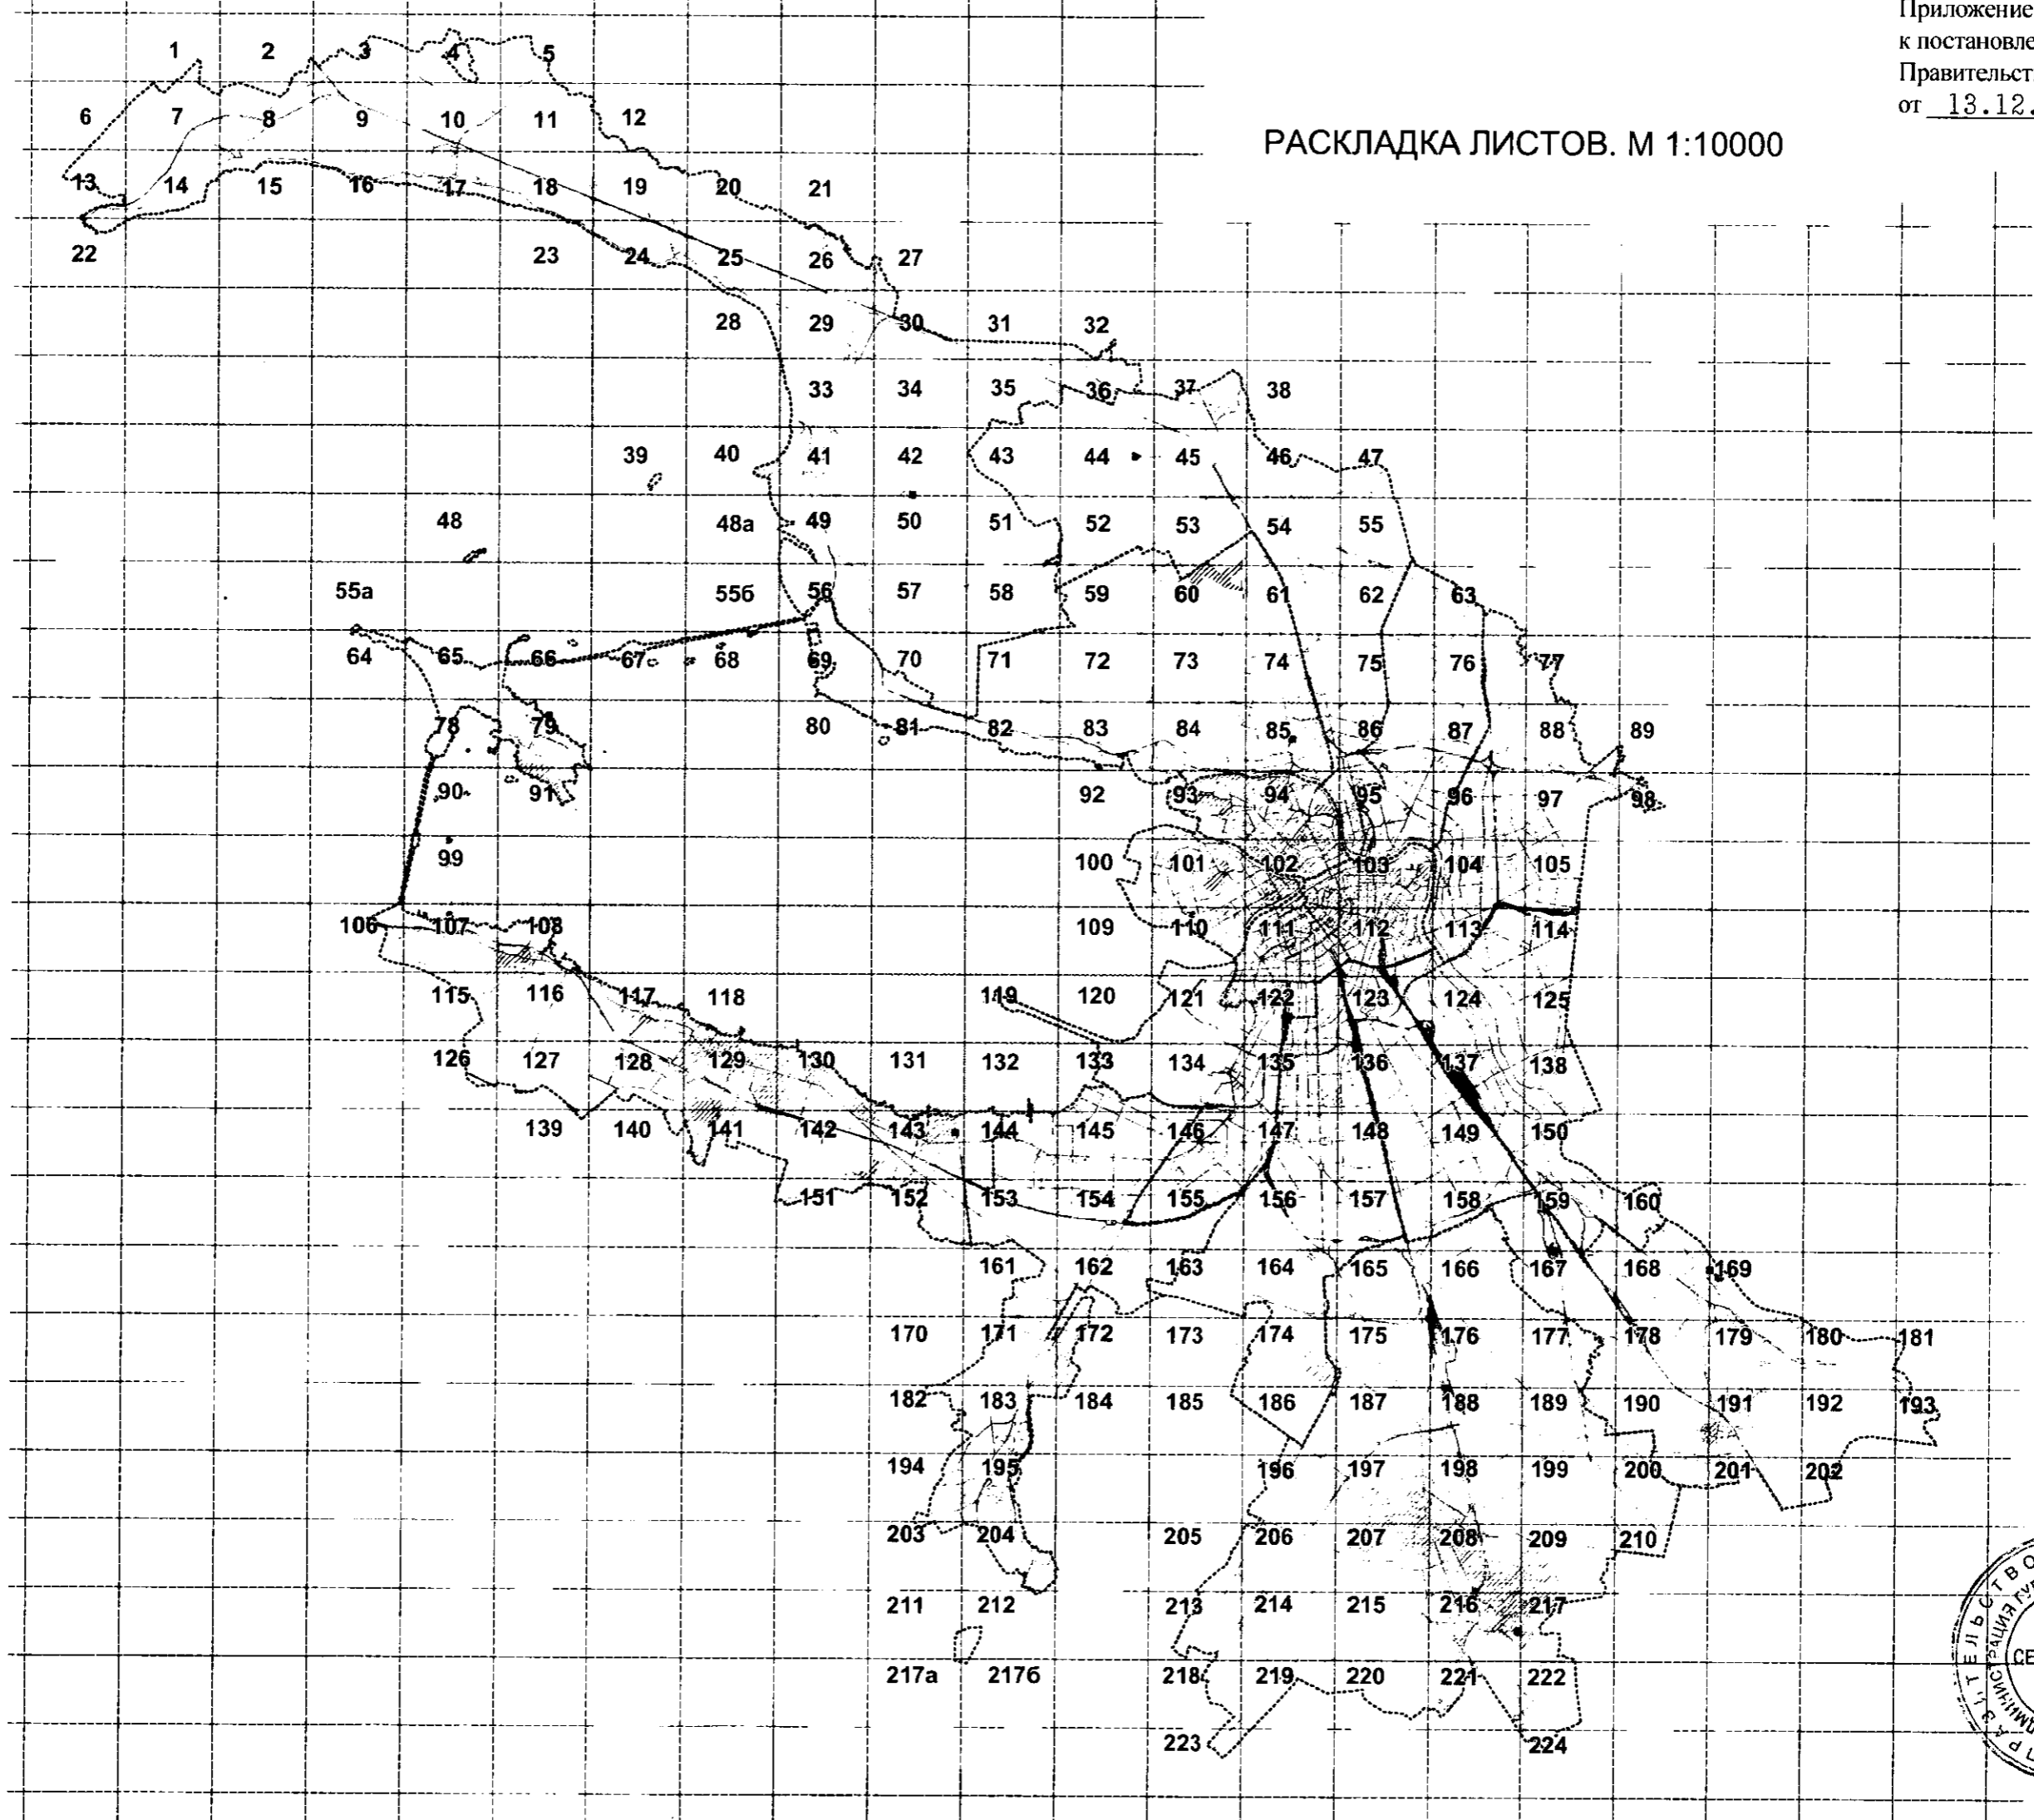 Приложение
к постановле
Правительст
от 13.12.
РАСКЛАДКА ЛИСТОВ. М 1:10000
1 2 3 4 5
6 7 8 9 10 11 12
13 14 15 16 17 18 19 20 21
22 23 24 25 26 27
28 29 30 31 32
33 34 35 36 37 38
39 40 41 42 43 44 45 46 47
48 48а 49 50 51 52 53 54 55
55а 55б 56 57 58 59 60 61 62 63
64 65 66 67 68 69 70 71 72 73 74 75 76 77
78 79 80 81 82 83 84 85 86 87 88 89
90 91 92 93 94 95 96 97 98
99 100 101 102 103 104 105
106 107 108 109 110 111 112 113 114
115 116 117 118 119 120 121 122 123 124 125
126 127 128 129 130 131 132 133 134 135 136 137 138
139 140 141 142 143 144 145 146 147 148 149 150
151 152 153 154 155 156 157 158 159 160
161 162 163 164 165 166 167 168 169
170 171 172 173 174 175 176 177 178 179 180 181
182 183 184 185 186 187 188 189 190 191 192 193
194 195 196 197 198 199 200 201 202
203 204 205 206 207 208 209 210
211 212 213 214 215 216 217
217а 217б 218 219 220 221 222
223 224
СЕ